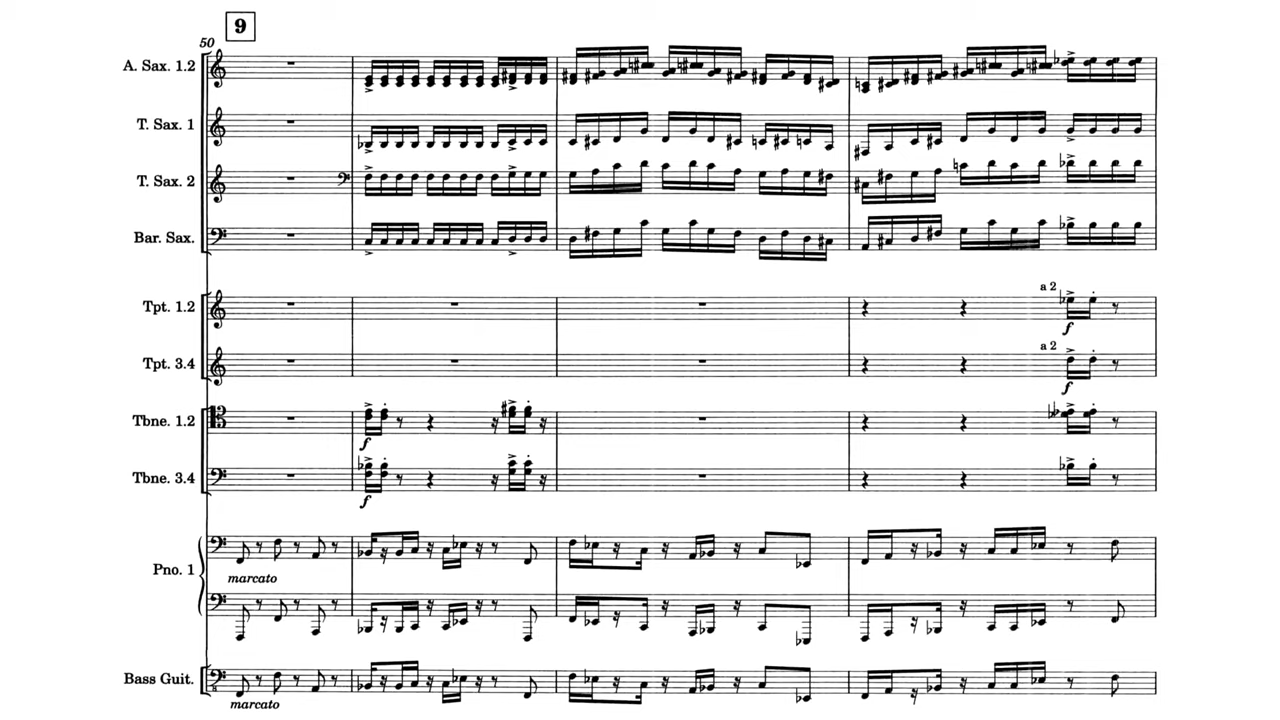 9
50
A. Sax. 1.2
T. Sax. 1
T. Sax. 2
Bar. Sax.
a 2
Tpt. 1.2
f
a 2
Tpt. 3.4
f
Tbne. 1.2
f
Tbne. 3.4
f
Pno. 1
marcato
Bass Guit.
8
marcato